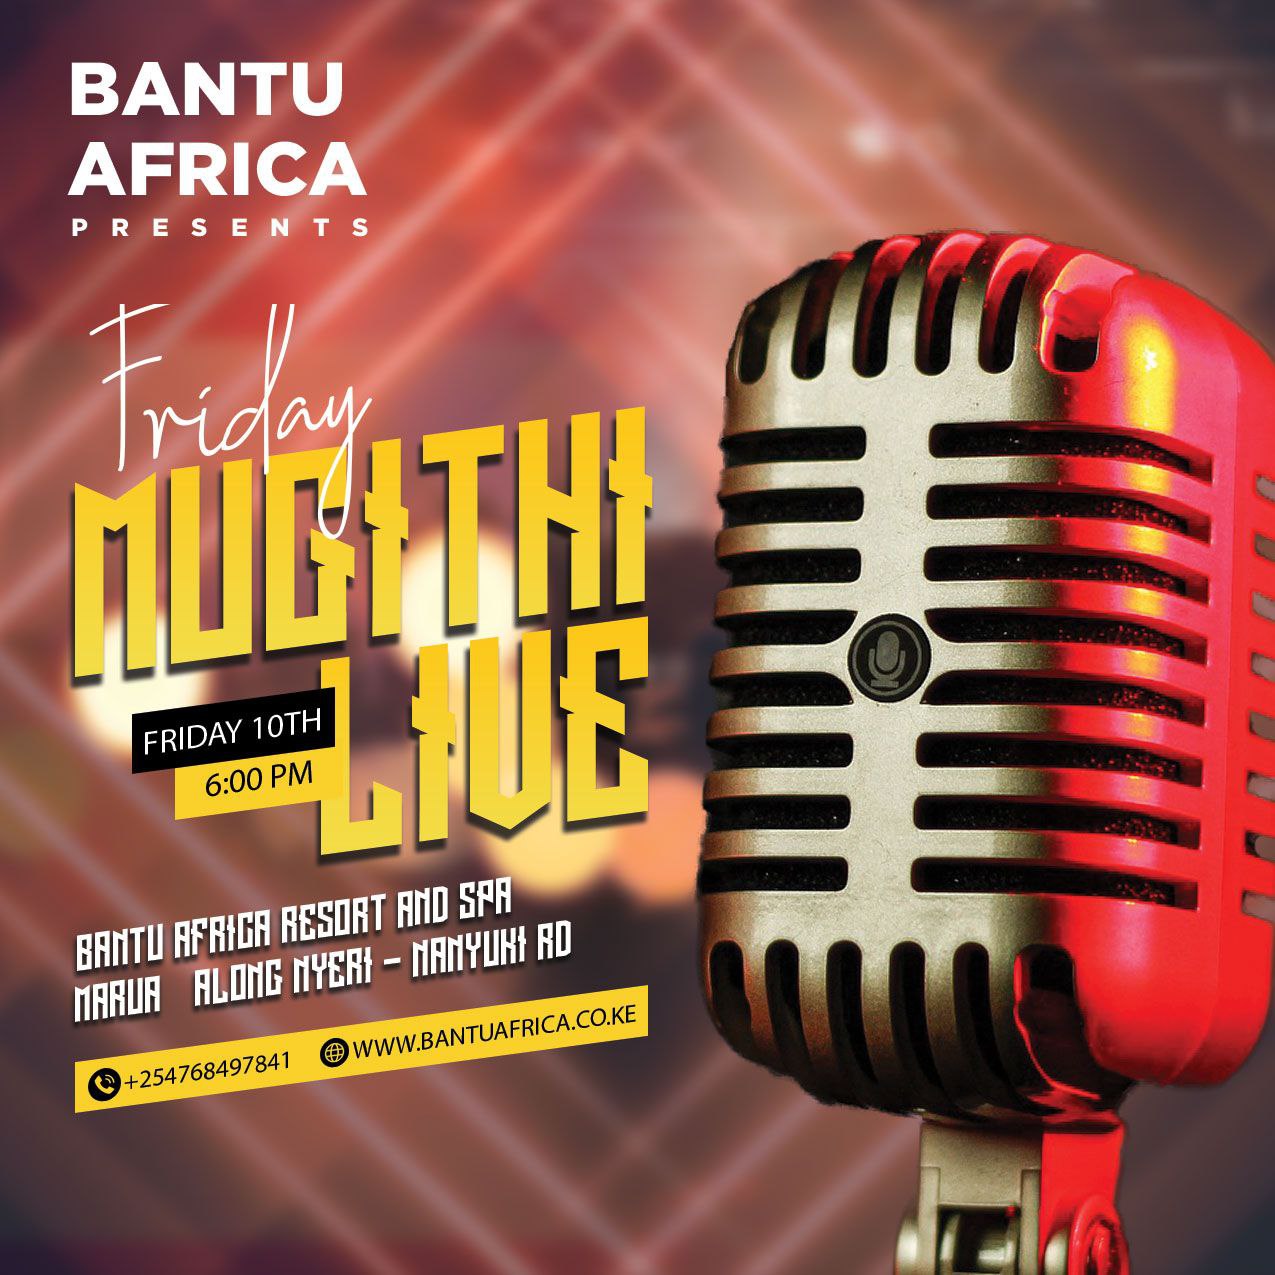 BANTU
AFRICA
PRESENTS
Friday
MUGITHI
LIVE
FRIDAY 10TH
6:00 PM
BANTU AFRICA RESORT AND SPA
MARUA ALONG NYERI - NANYUKI RD
+254768497841 WWW.BANTUAFRICA.CO.KE